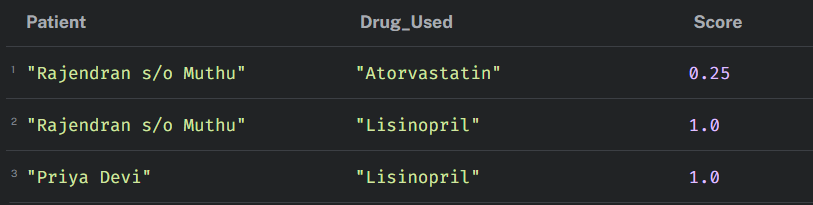 Patient Drug_Used Score
1 "Rajendran s/o Muthu" "Atorvastatin" 0.25
2 "Rajendran s/o Muthu" "Lisinopril" 1.0
3 "Priya Devi" "Lisinopril" 1.0